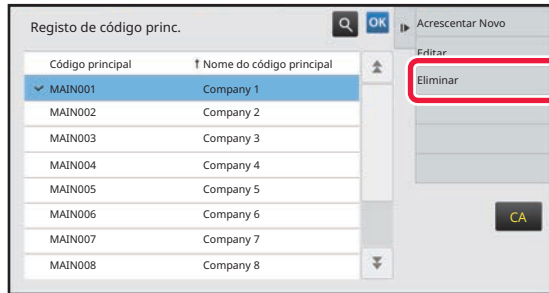 Registo de código princ.
OK
Acrescentar Novo
Editar
Eliminar
Código principal Nome do código principal
MAIN001 Company 1
MAIN002 Company 2
MAIN003 Company 3
MAIN004 Company 4
MAIN005 Company 5
MAIN006 Company 6
MAIN007 Company 7
MAIN008 Company 8
CA